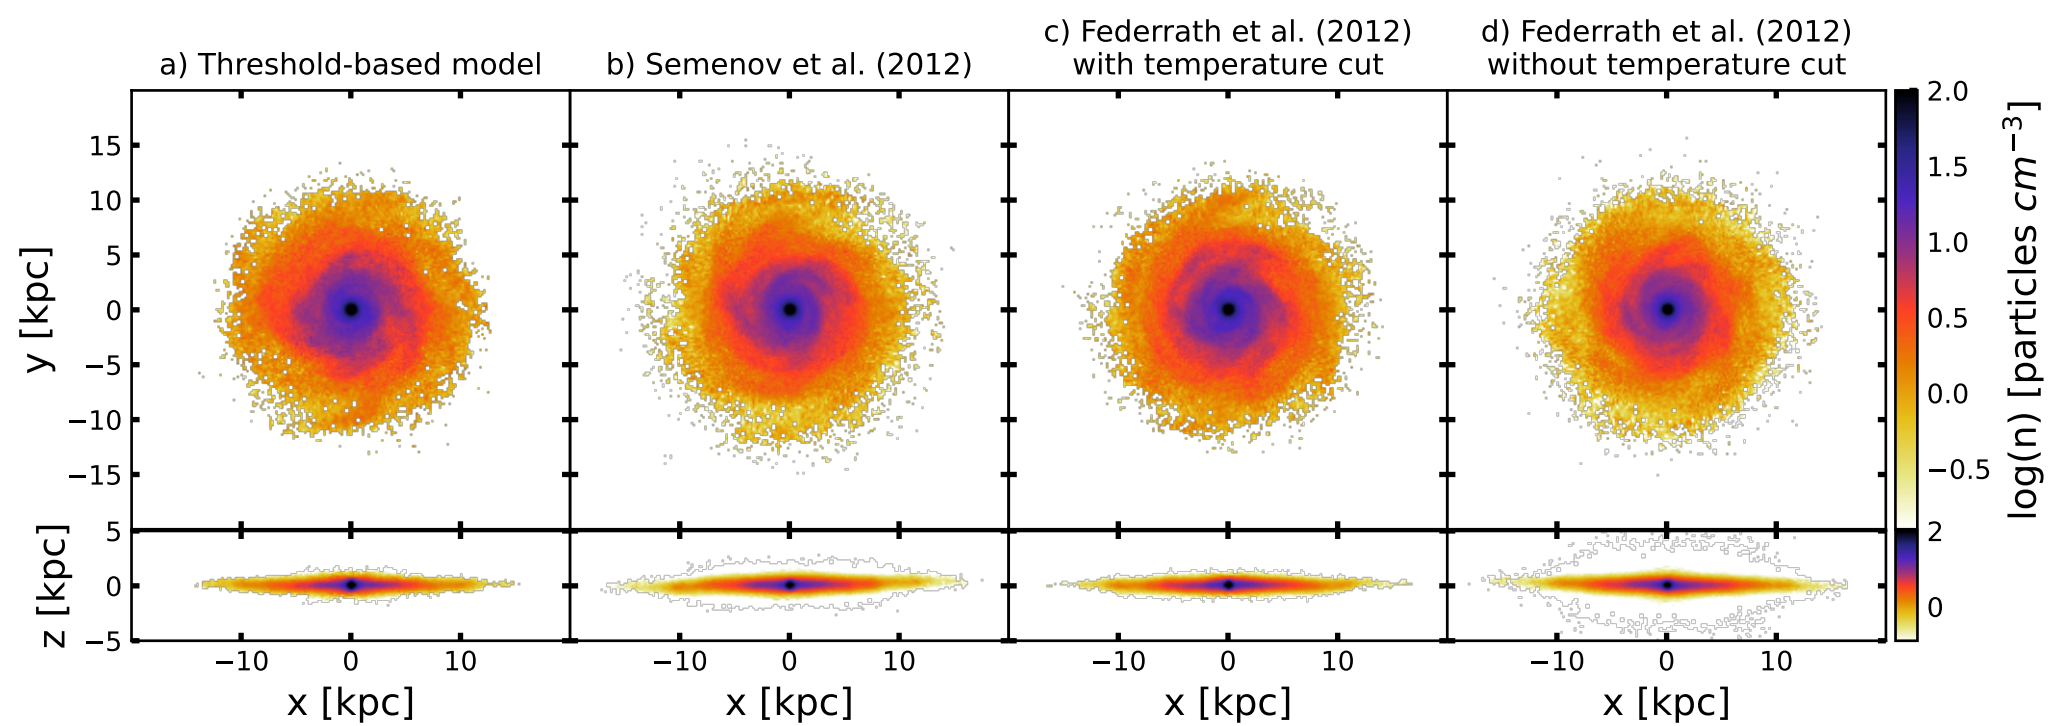 a) Threshold-based model
b) Semenov et al. (2012)
c) Federrath et al. (2012)
with temperature cut
d) Federrath et al. (2012)
without temperature cut
15
10
5
0
−5
−10
−15
y [kpc]
5
0
−5
z [kpc]
−10 0 10
−10 0 10
−10 0 10
−10 0 10
x [kpc]
x [kpc]
x [kpc]
x [kpc]
2.0
1.5
1.0
0.5
0.0
−0.5
2
0
log(n) [particles cm⁻³]